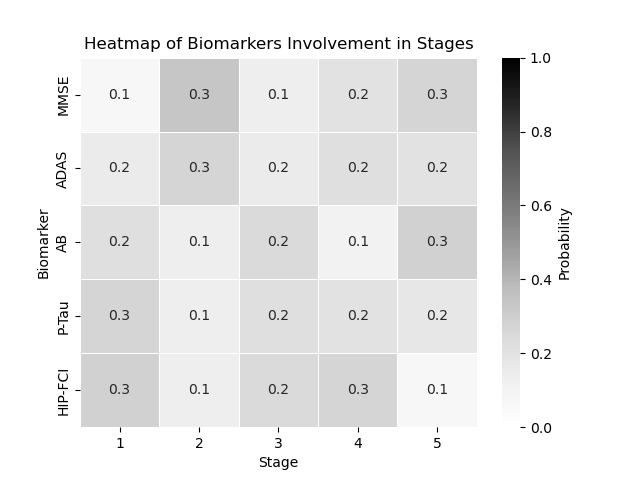 Heatmap of Biomarkers Involvement in Stages
MMSE 0.1 0.3 0.1 0.2 0.3
ADAS 0.2 0.3 0.2 0.2 0.2
AB 0.2 0.1 0.2 0.1 0.3
P-Tau 0.3 0.1 0.2 0.2 0.2
HIP-FCI 0.3 0.1 0.2 0.3 0.1
1 2 3 4 5
Stage
Biomarker
1.0
0.8
0.6
0.4
0.2
0.0
Probability